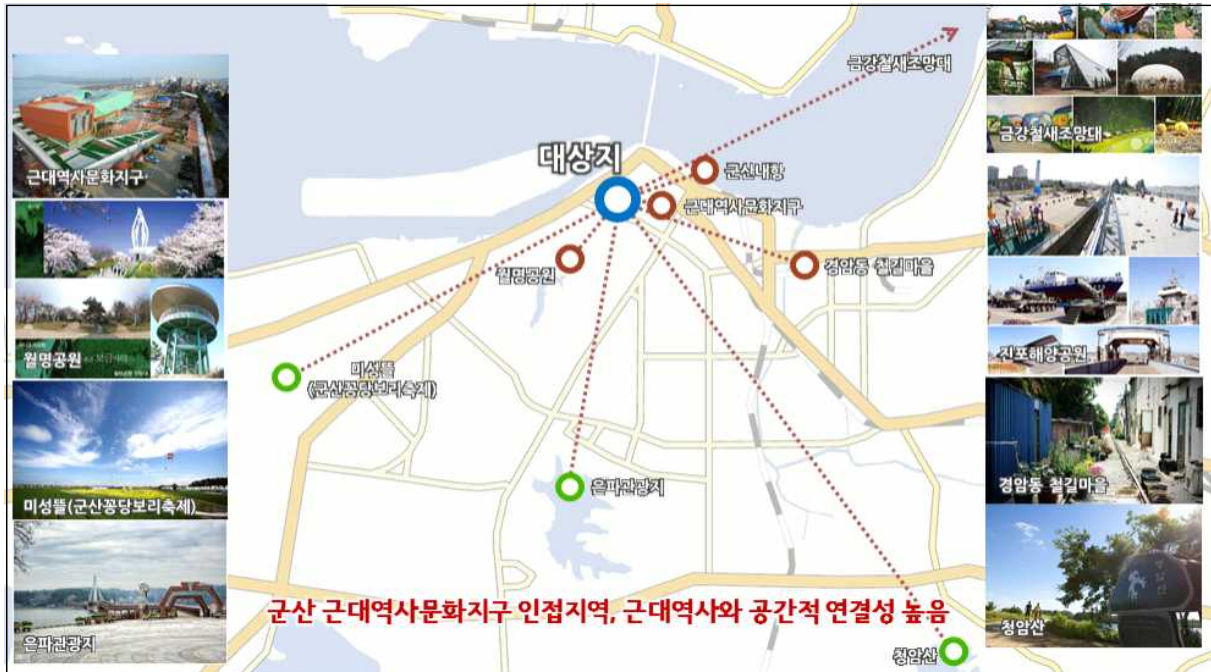 근대역사문화지구
월명공원
미성뜰(군산꽁당보리축제)
은파관광지
대상지
금강철새조망대
군산내항
근대역사문화지구
월명공원
경암동 철길마을
미성뜰
(군산꽁당보리축제)
은파관광지
청암산
군산 근대역사문화지구 인접지역, 근대역사와 공간적 연결성 높음
금강철새조망대
진포해양공원
경암동 철길마을
청암산